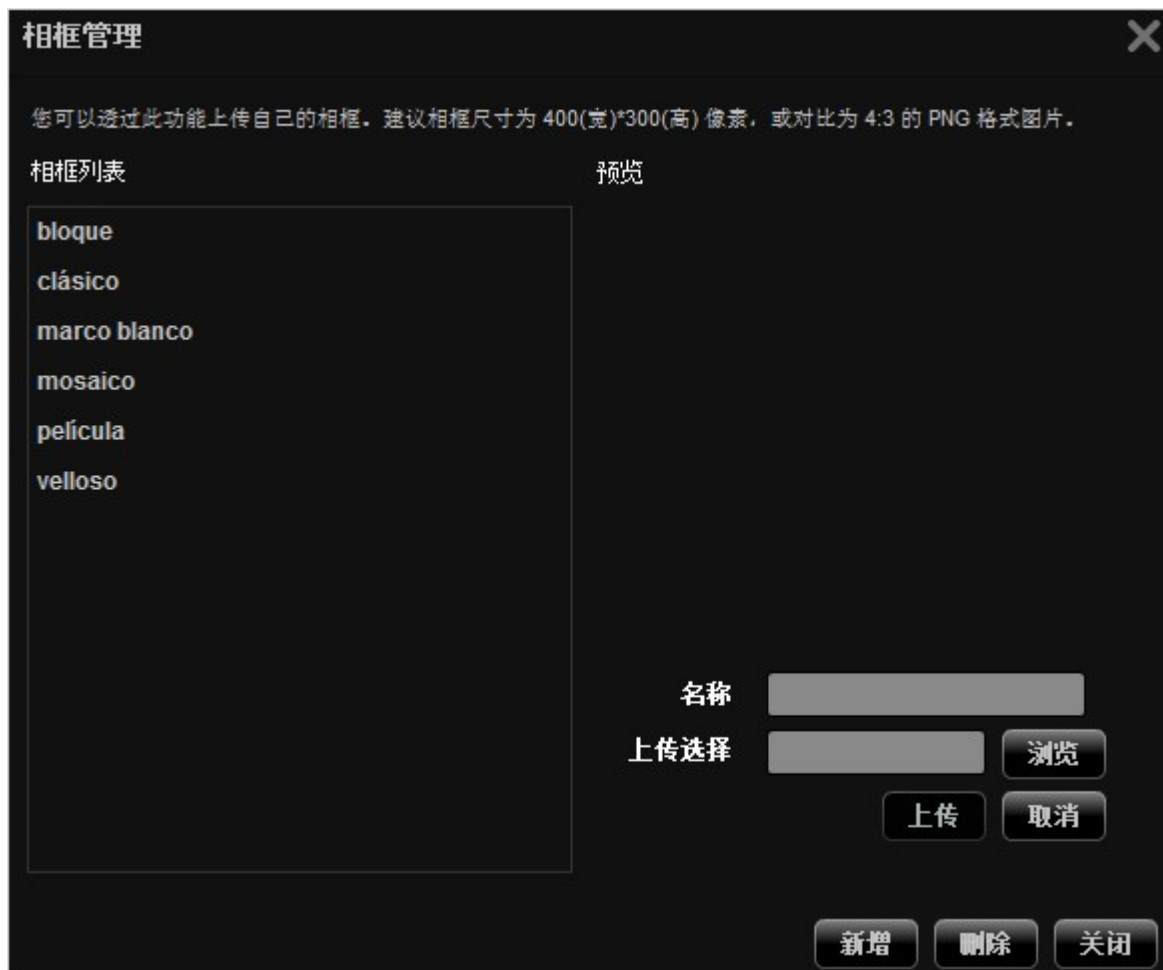 相框管理
您可以透过此功能上传自己的相框。建议相框尺寸为 400(宽)*300(高) 像素，或对比为 4:3 的 PNG 格式图片。
相框列表
预览
bloque
clásico
marco blanco
mosaico
película
velloso
名称
上传选择
浏览
上传
取消
新增
删除
关闭